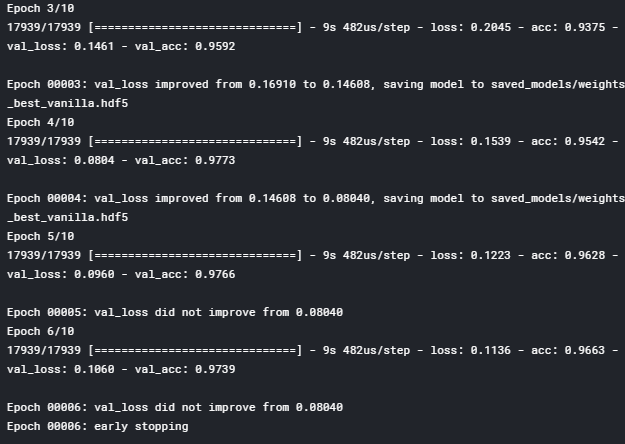 Epoch 3/10
17939/17939 [==============================] - 9s 482us/step - loss: 0.2045 - acc: 0.9375 -
val_loss: 0.1461 - val_acc: 0.9592
Epoch 00003: val_loss improved from 0.16910 to 0.14608, saving model to saved_models/weights
_best_vanilla.hdf5
Epoch 4/10
17939/17939 [==============================] - 9s 482us/step - loss: 0.1539 - acc: 0.9542 -
val_loss: 0.0804 - val_acc: 0.9773
Epoch 00004: val_loss improved from 0.14608 to 0.08040, saving model to saved_models/weights
_best_vanilla.hdf5
Epoch 5/10
17939/17939 [==============================] - 9s 482us/step - loss: 0.1223 - acc: 0.9628 -
val_loss: 0.0960 - val_acc: 0.9766
Epoch 00005: val_loss did not improve from 0.08040
Epoch 6/10
17939/17939 [==============================] - 9s 482us/step - loss: 0.1136 - acc: 0.9663 -
val_loss: 0.1060 - val_acc: 0.9739
Epoch 00006: val_loss did not improve from 0.08040
Epoch 00006: early stopping